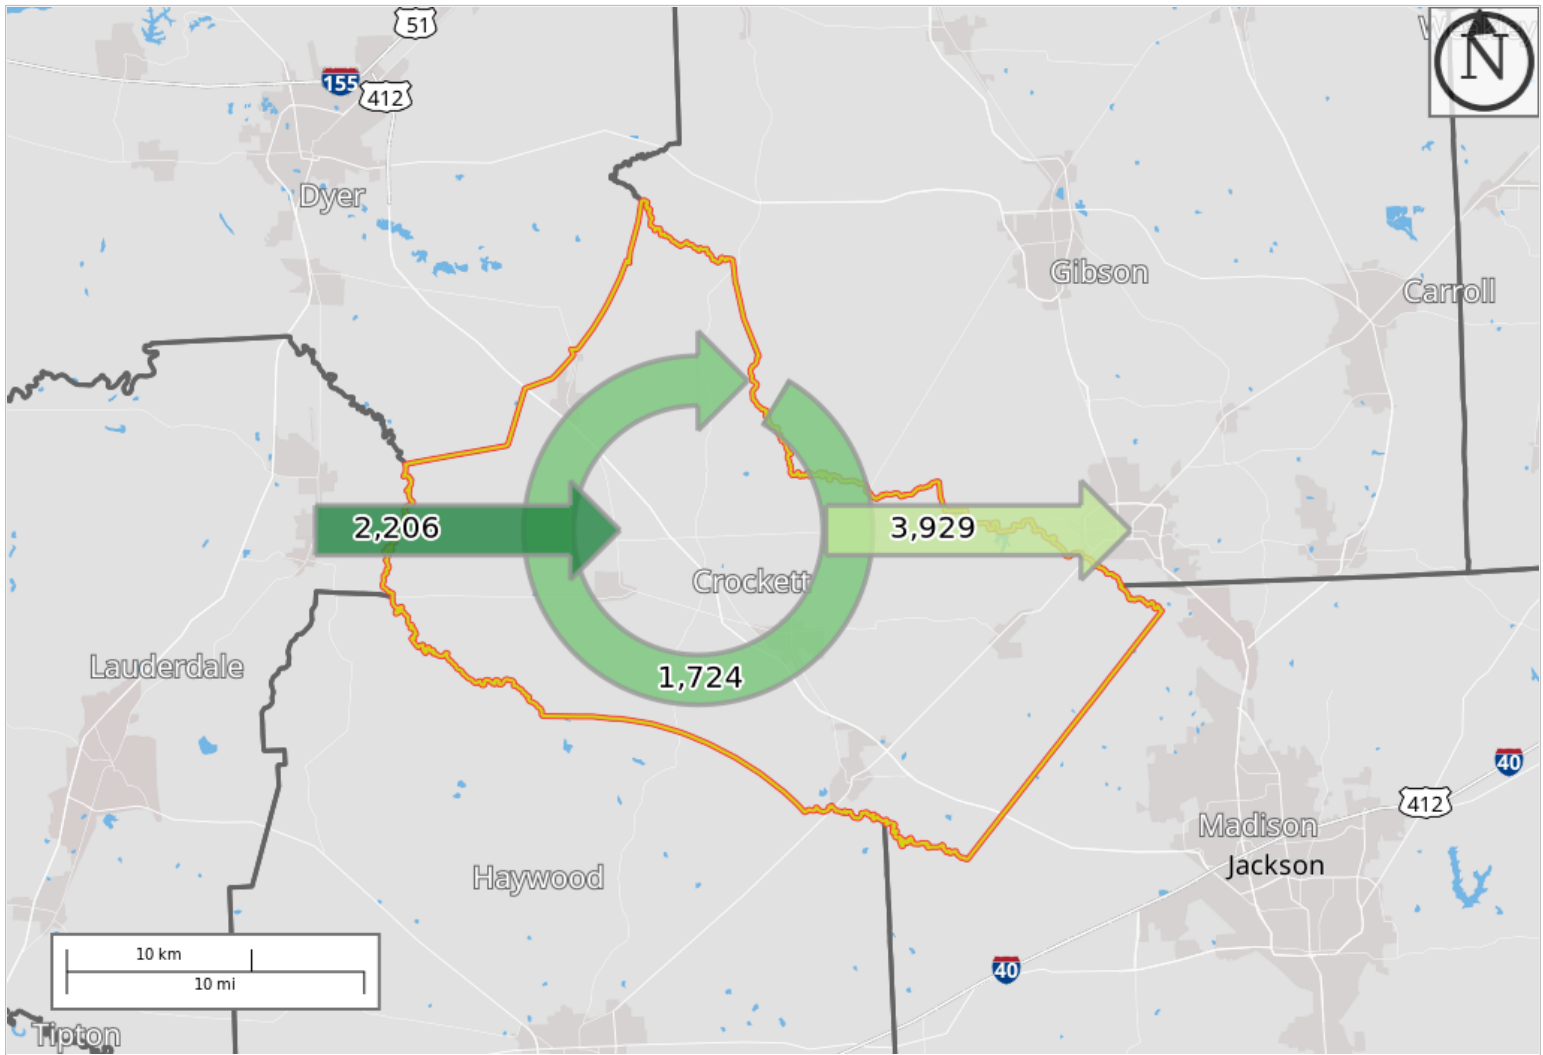 51
155
412
N
Dyer
Gibson
Carroll
2,206
3,929
Crockett
1,724
Lauderdale
40
412
Madison
Jackson
Haywood
10 km
10 mi
40
Tipton